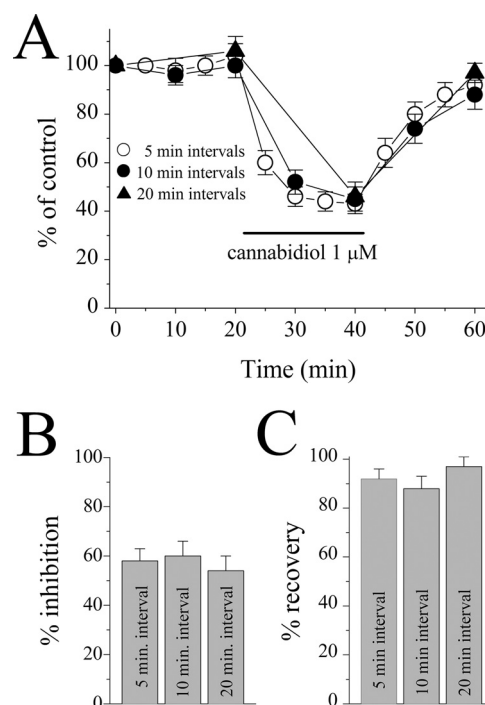 A
% of control
100
80
60
40
20
0
5 min intervals
10 min intervals
20 min intervals
cannabidiol 1 μM
0 10 20 30 40 50 60
Time (min)
B
% inhibition
100
80
60
40
20
0
5 min. interval
10 min. interval
20 min. interval
C
% recovery
100
80
60
40
20
0
5 min interval
10 min interval
20 min interval